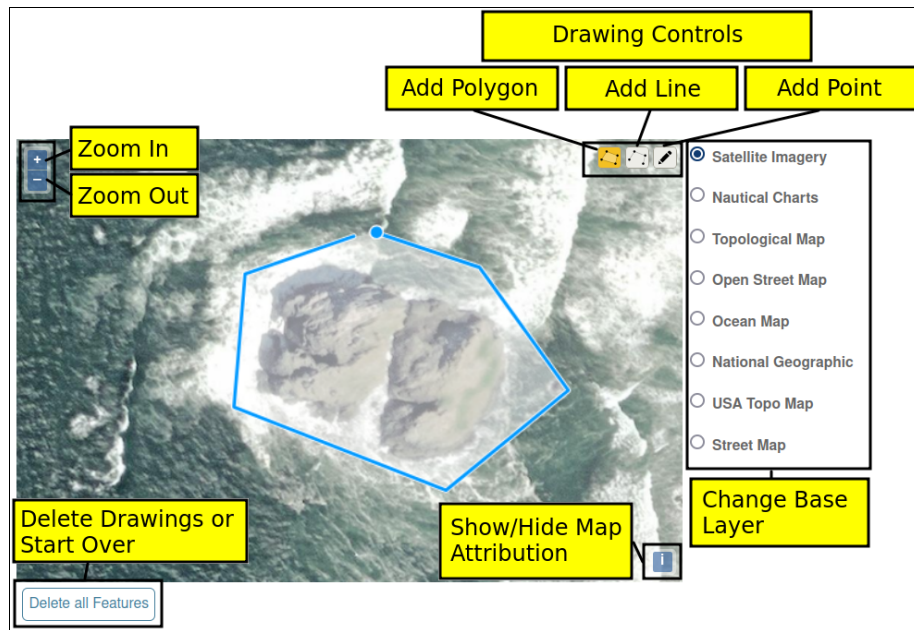 Drawing Controls
Add Polygon
Add Line
Add Point
+
Zoom In
–
Zoom Out
Satellite Imagery
Nautical Charts
Topological Map
Open Street Map
Ocean Map
National Geographic
USA Topo Map
Street Map
Change Base
Layer
Delete Drawings or
Start Over
Show/Hide Map
Attribution
i
Delete all Features